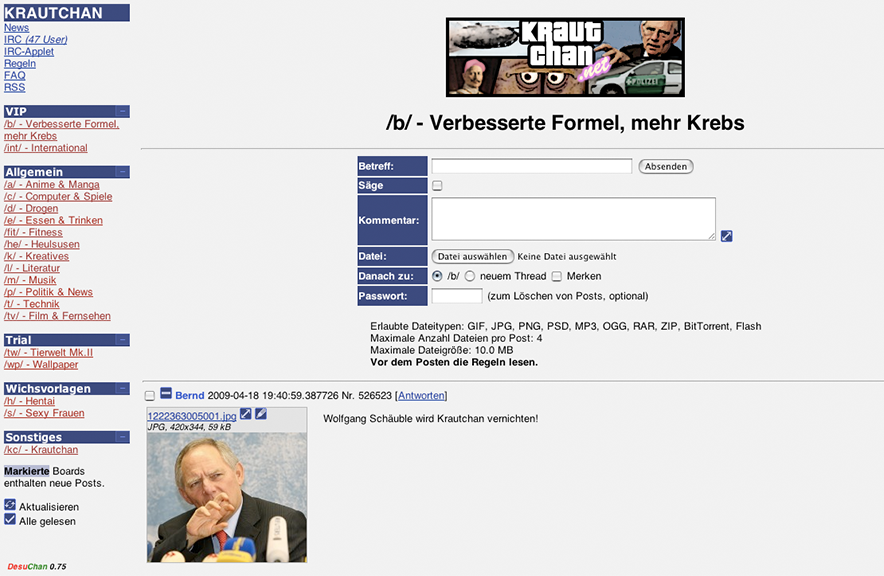 KRAUTCHAN
News
IRC (47 User)
IRC-Applet
Regeln
FAQ
RSS
VIP
/b/ - Verbesserte Formel,
mehr Krebs
/int/ - International
Allgemein
/a/ - Anime & Manga
/c/ - Computer & Spiele
/d/ - Drogen
/e/ - Essen & Trinken
/fit/ - Fitness
/he/ - Heulsusen
/k/ - Kreatives
/l/ - Literatur
/m/ - Musik
/p/ - Politik & News
/t/ - Technik
/tv/ - Film & Fernsehen
Trial
/tw/ - Tierwelt Mk.II
/wp/ - Wallpaper
Wichsvorlagen
/h/ - Hentai
/s/ - Sexy Frauen
Sonstiges
/kc/ - Krautchan
Markierte Boards
enthalten neue Posts.
Aktualisieren
Alle gelesen
DesuChan 0.75
KRAUT
CHAN
.net
POLIZEI
/b/ - Verbesserte Formel, mehr Krebs
Betreff: Absenden
Säge
Kommentar:
Datei: Datei auswählen Keine Datei ausgewählt
Danach zu: /b/ neuem Thread Merken
Passwort: (zum Löschen von Posts, optional)
Erlaubte Dateitypen: GIF, JPG, PNG, PSD, MP3, OGG, RAR, ZIP, BitTorrent, Flash
Maximale Anzahl Dateien pro Post: 4
Maximale Dateigröße: 10.0 MB
Vor dem Posten die Regeln lesen.
Bernd 2009-04-18 19:40:59.387726 Nr. 526523 [Antworten]
1222363005001.jpg
JPG, 420x344, 59 kB
Wolfgang Schäuble wird Krautchan vernichten!